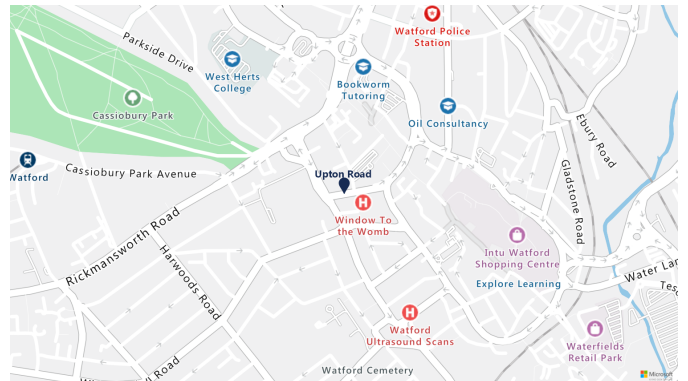 Parkside Drive
Watford Police
Station
West Herts
College
Bookworm
Tutoring
Cassiobury Park
Oil Consultancy
Ebury Road
Watford
Cassiobury Park Avenue
Upton Road
Gladstone Road
Window To
the Womb
Rickmansworth Road
Intu Watford
Shopping Centre
Harwoods Road
Explore Learning
Water Lan
Tesc
Watford
Ultrasound Scans
Waterfields
Retail Park
Watford Cemetery
Microsoft